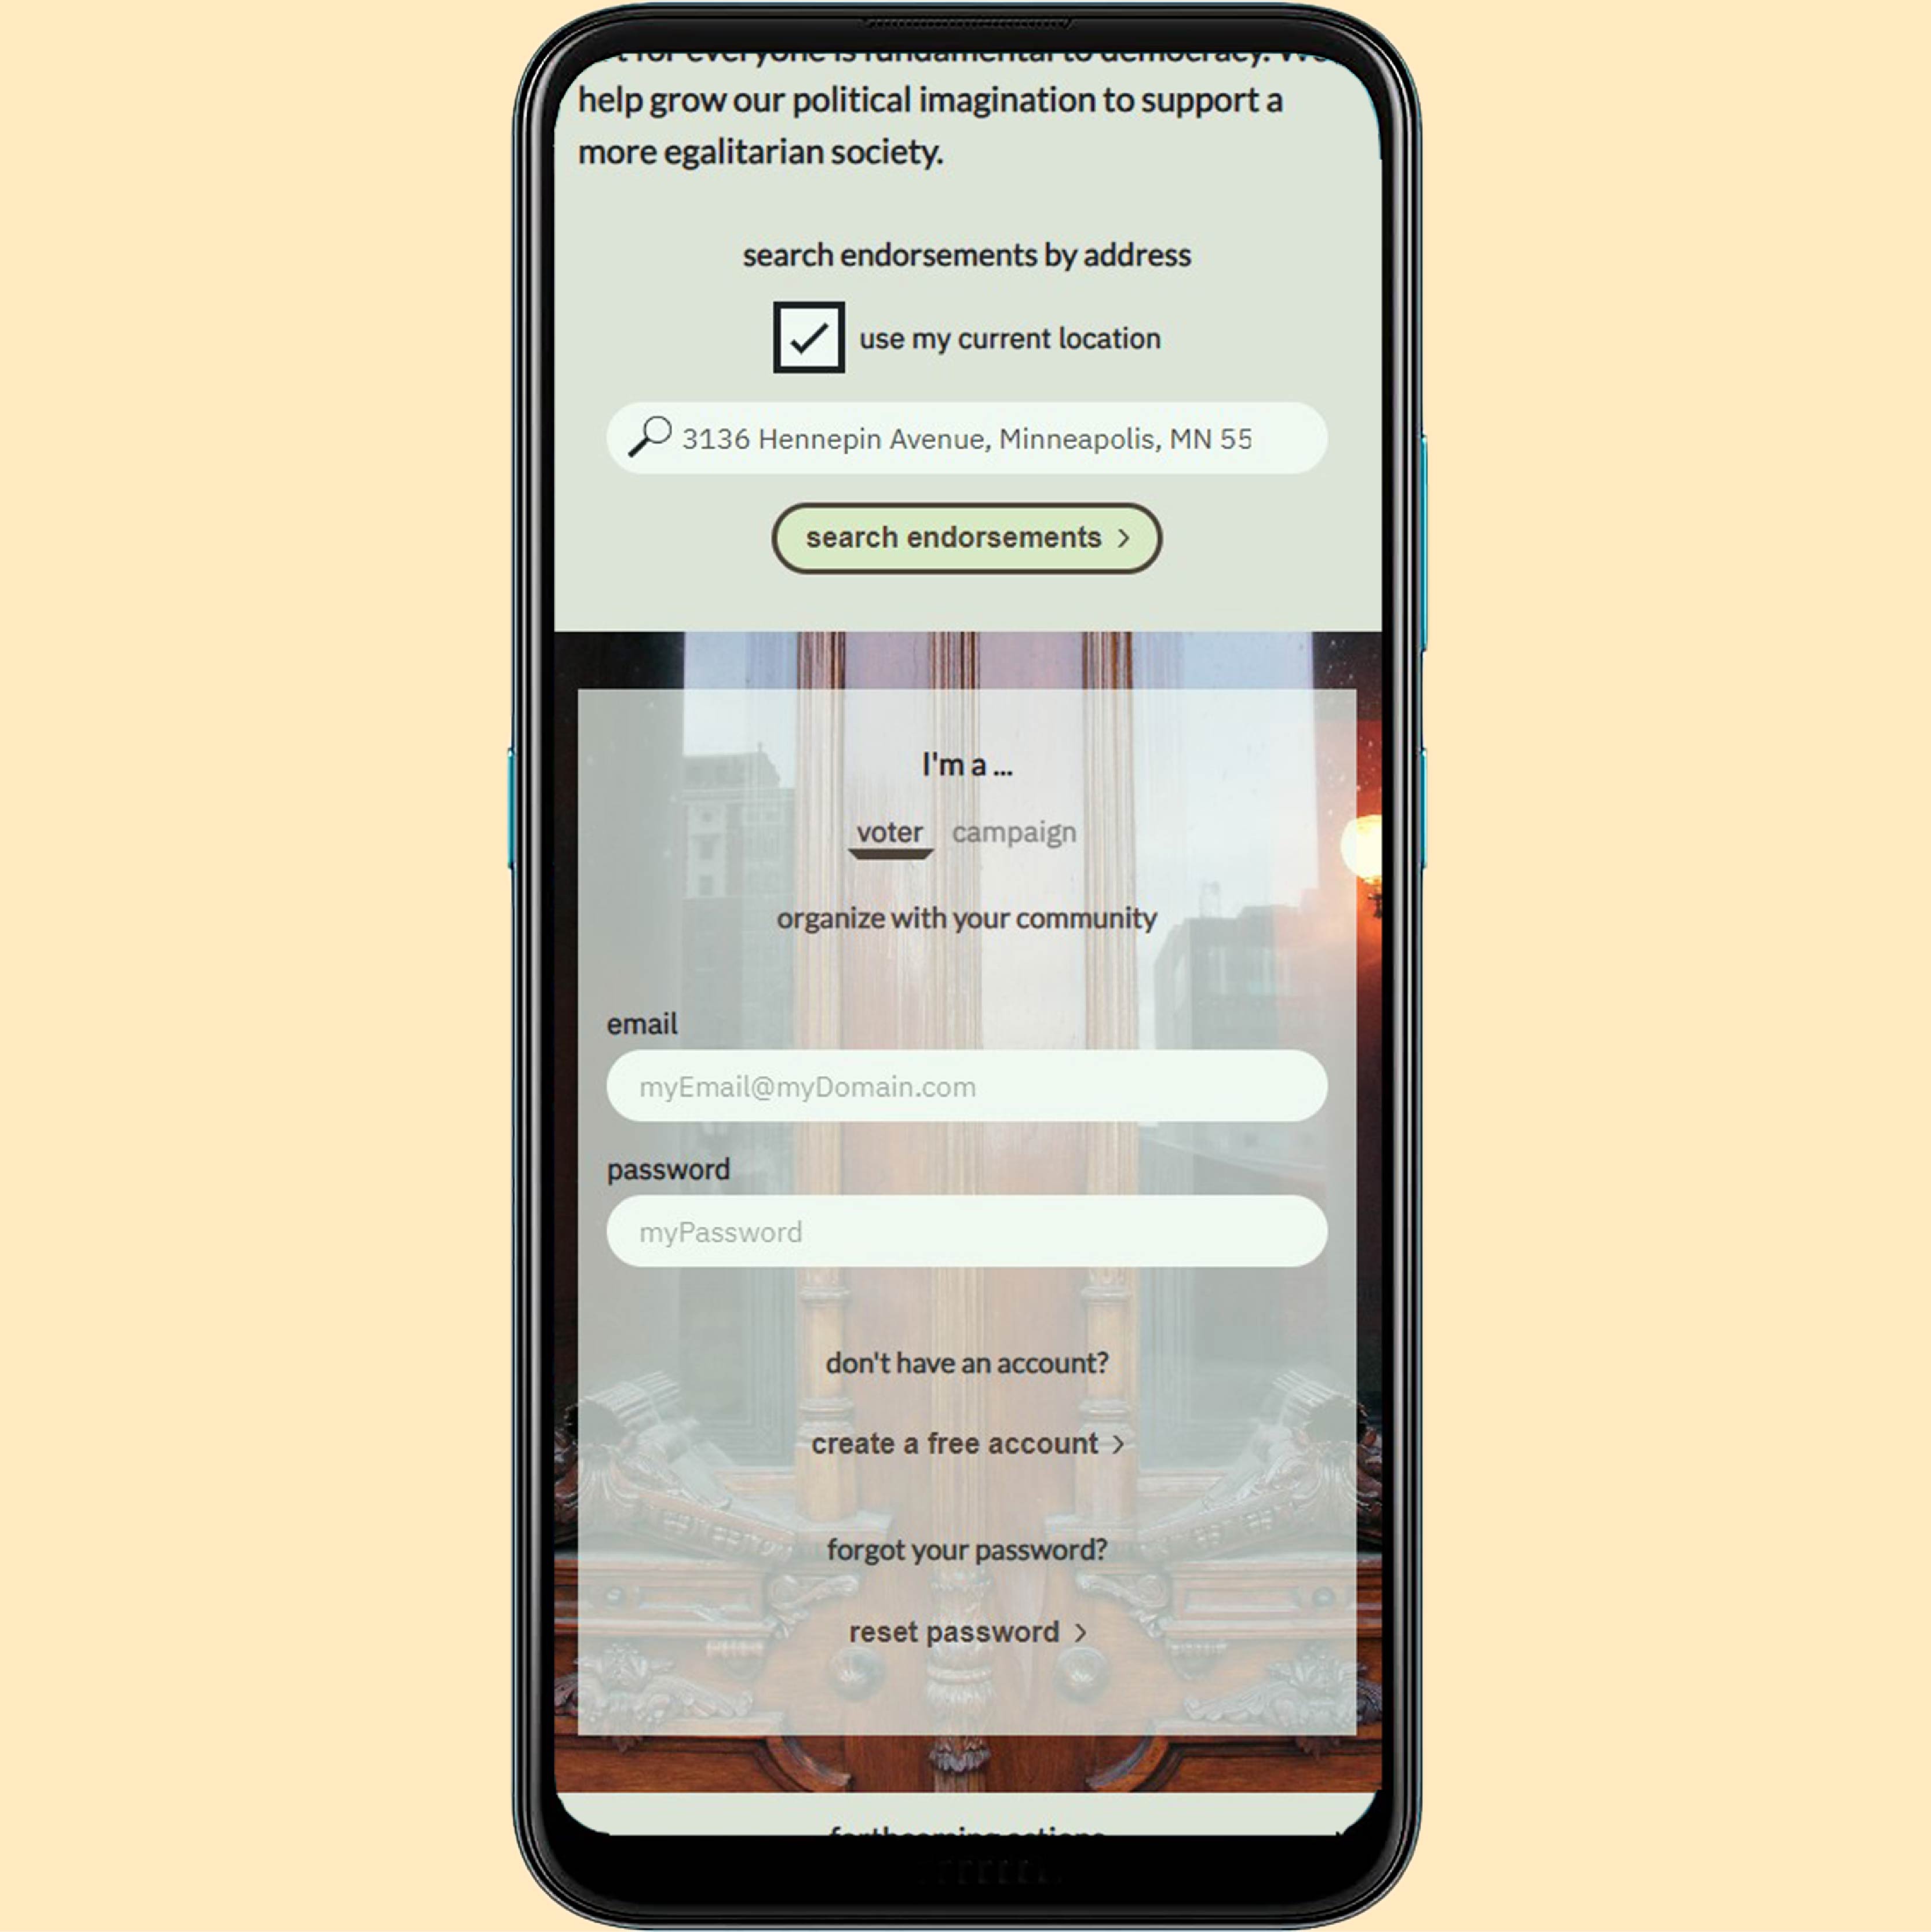 for everyone is fundamental to democracy. We
help grow our political imagination to support a
more egalitarian society.
search endorsements by address
use my current location
3136 Hennepin Avenue, Minneapolis, MN 55
search endorsements >
I'm a ...
voter campaign
organize with your community
email
myEmail@myDomain.com
password
myPassword
don't have an account?
create a free account >
forgot your password?
reset password >
forthcoming actions